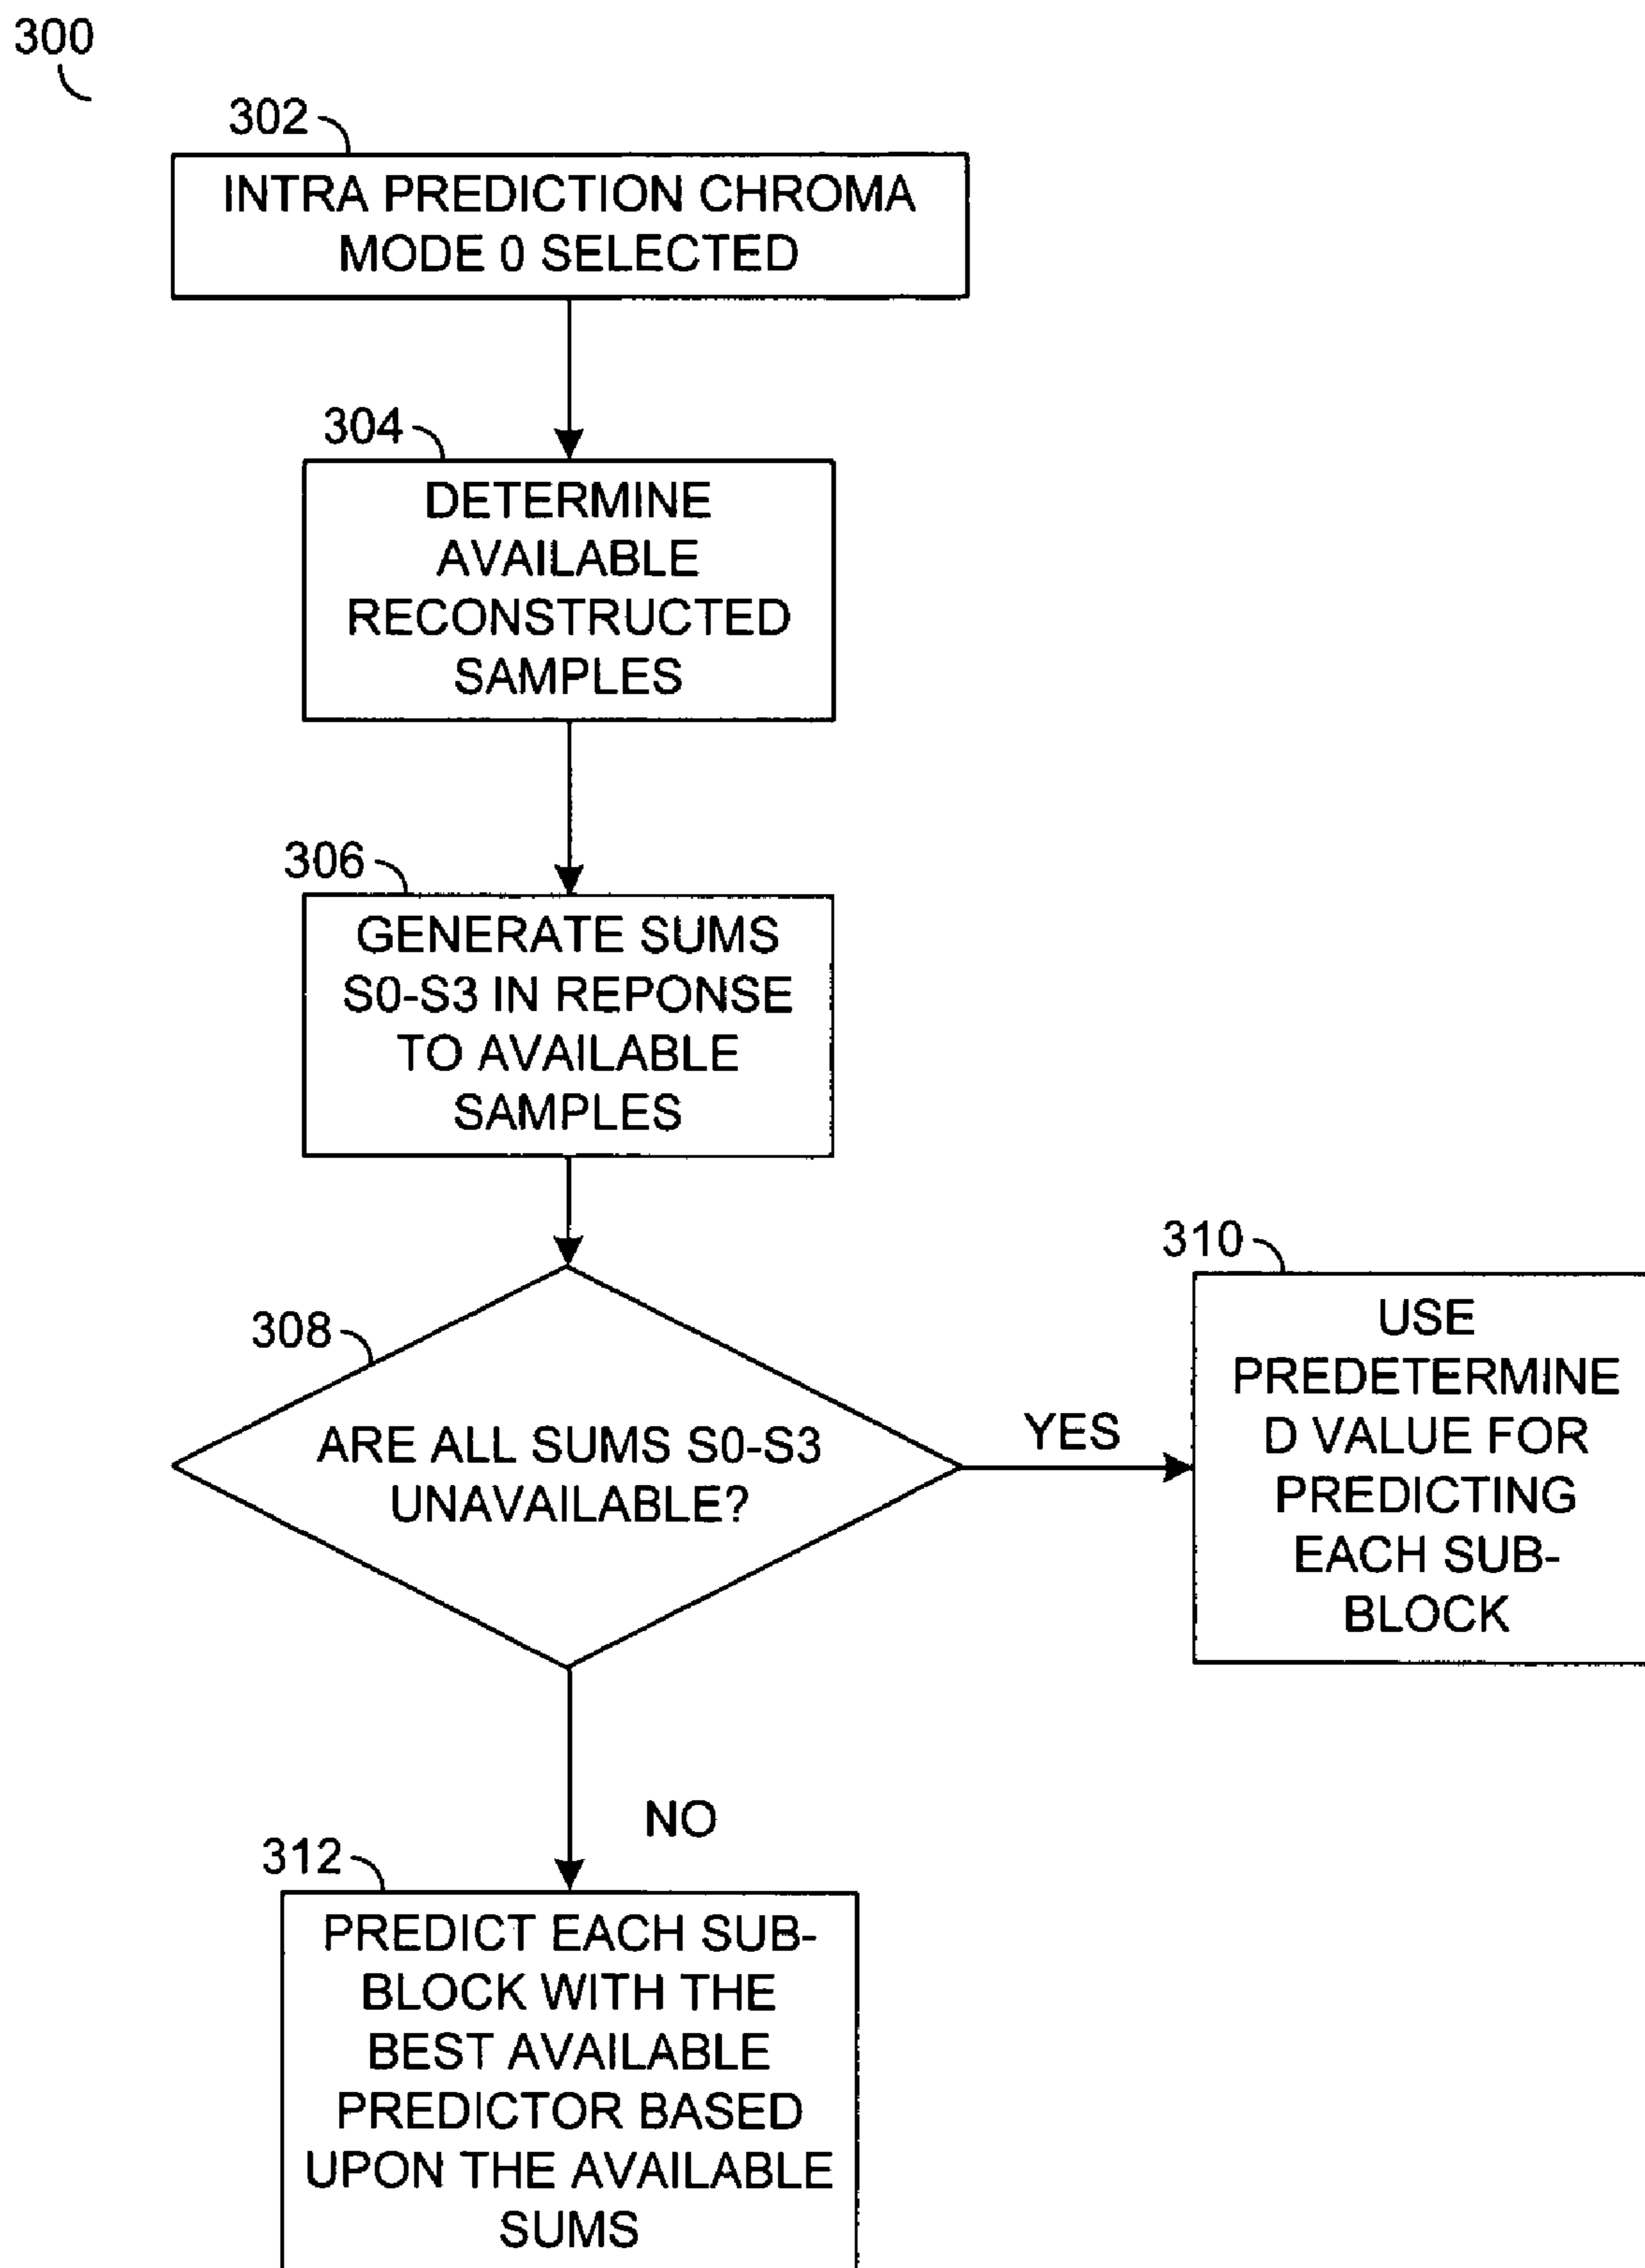 300
302
INTRA PREDICTION CHROMA
MODE 0 SELECTED
304
DETERMINE
AVAILABLE
RECONSTRUCTED
SAMPLES
306
GENERATE SUMS
S0-S3 IN REPONSE
TO AVAILABLE
SAMPLES
308
ARE ALL SUMS S0-S3
UNAVAILABLE?
YES
310
USE
PREDETERMINE
D VALUE FOR
PREDICTING
EACH SUB-
BLOCK
NO
312
PREDICT EACH SUB-
BLOCK WITH THE
BEST AVAILABLE
PREDICTOR BASED
UPON THE AVAILABLE
SUMS